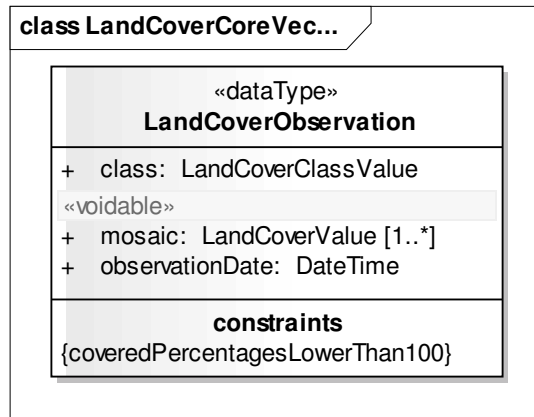 class LandCoverCoreVec...
«dataType»
LandCoverObservation
+ class: LandCoverClassValue
«voidable»
+ mosaic: LandCoverValue [1..*]
+ observationDate: DateTime
constraints
{coveredPercentagesLowerThan100}